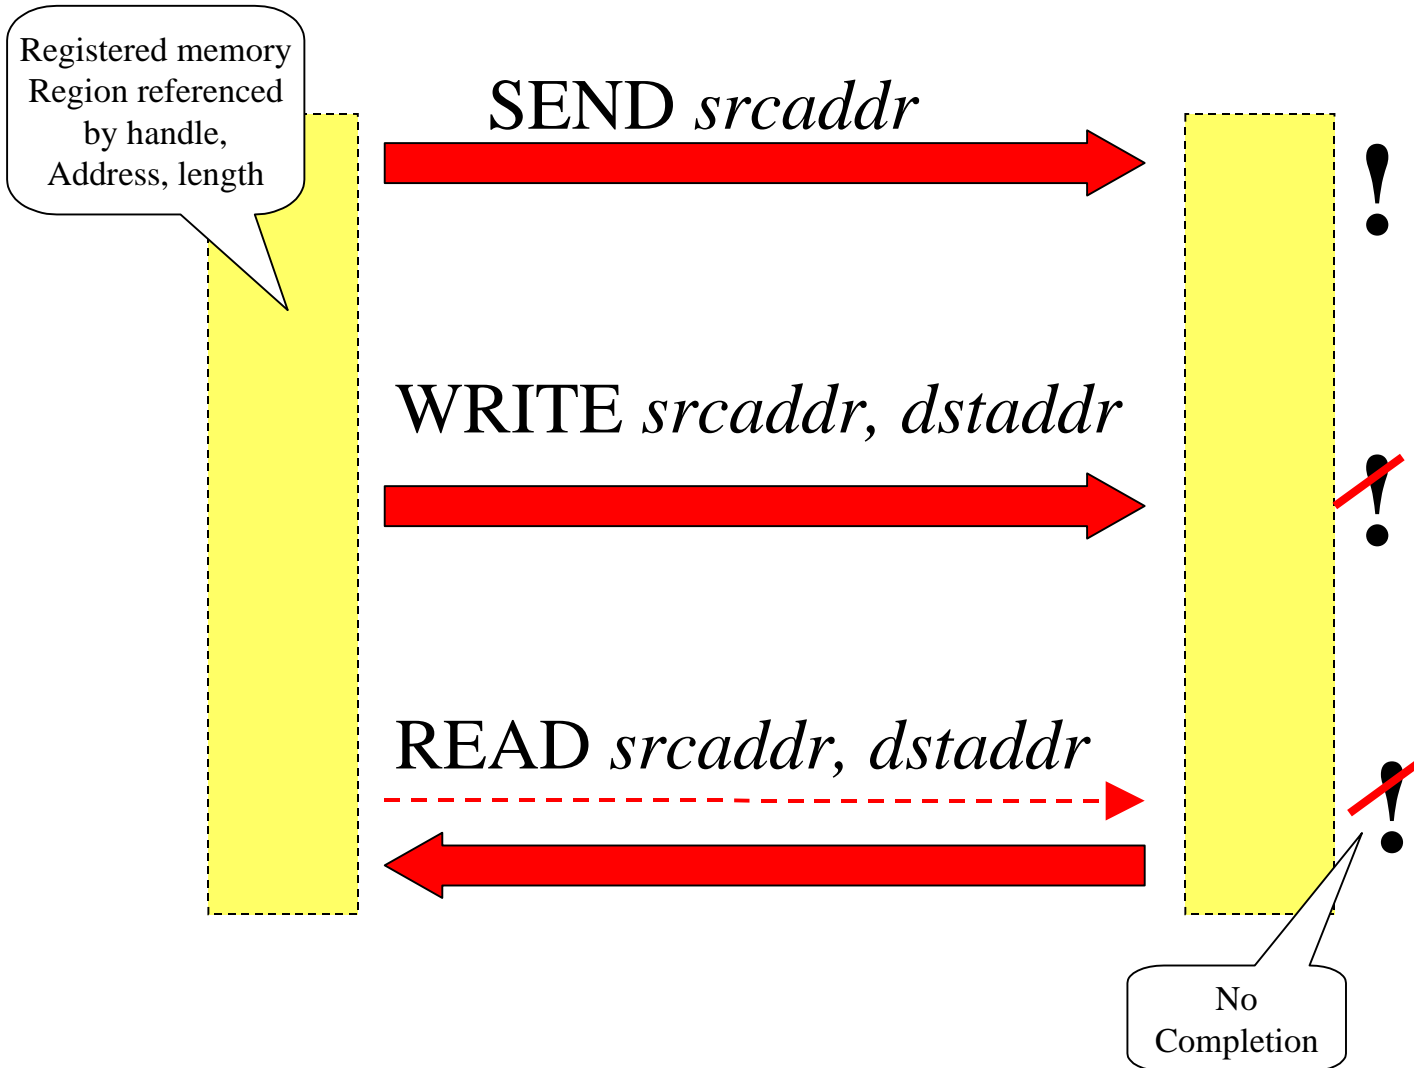 Registered memory
Region referenced
by handle,
Address, length
SEND srcaddr
!
WRITE srcaddr, dstaddr
!
READ srcaddr, dstaddr
!
No
Completion